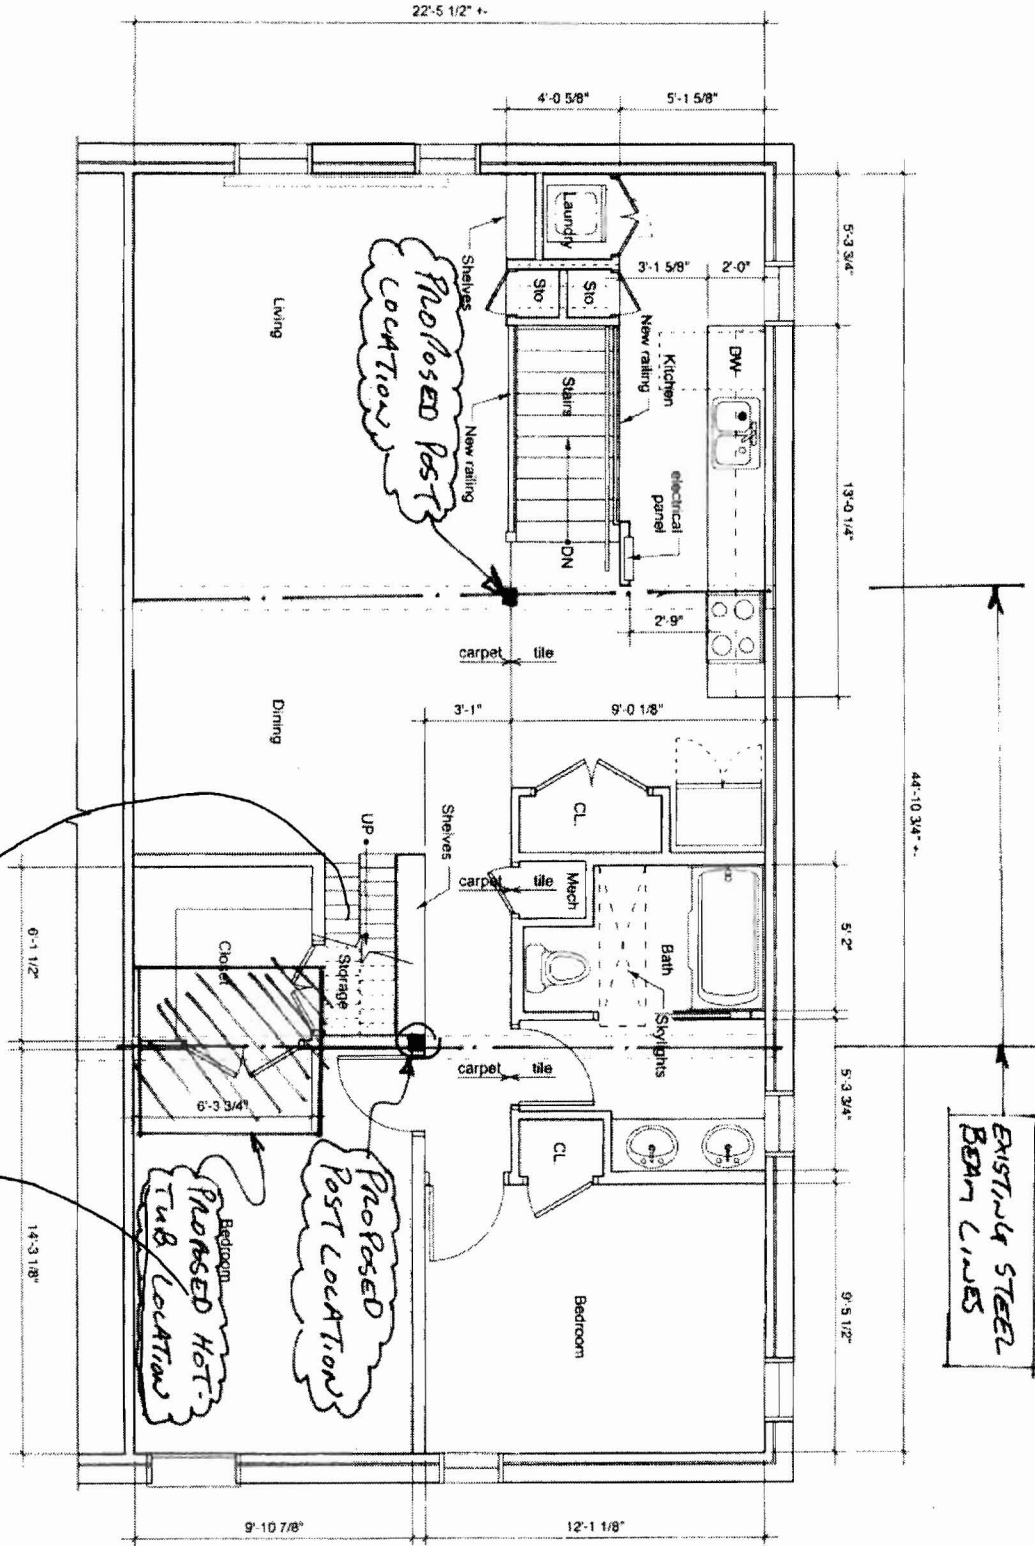 22'-5 1/2" +-
4'-0 5/8"
5'-1 5/8"
5'-3 3/4"
13'-0 1/4"
44'-10 3/4" +-
5'-2"
5'-3 3/4"
9'-5 1/2"
Laundry
Shelves
Sto
Sto
3'-1 5/8"
2'-0"
New railing
Kitchen
DW
Stairs
New railing
electrical
panel
DN
Living
PROPOSED POST
LOCATION
2'-9"
carpet
tile
3'-1"
9'-0 1/8"
Dining
CL.
UP
Shelves
carpet
tile
Mech
Bath
Skylights
Closet
Storage
carpet
tile
6'-3 3/4"
CL
Bedroom
PROPOSED HOT-
TUB LOCATION
PROPOSED
POST LOCATION
Bedroom
6'-1 1/2"
14'-3 1/8"
9'-10 7/8"
12'-1 1/8"
EXISTING STEEL
BEAM LINES